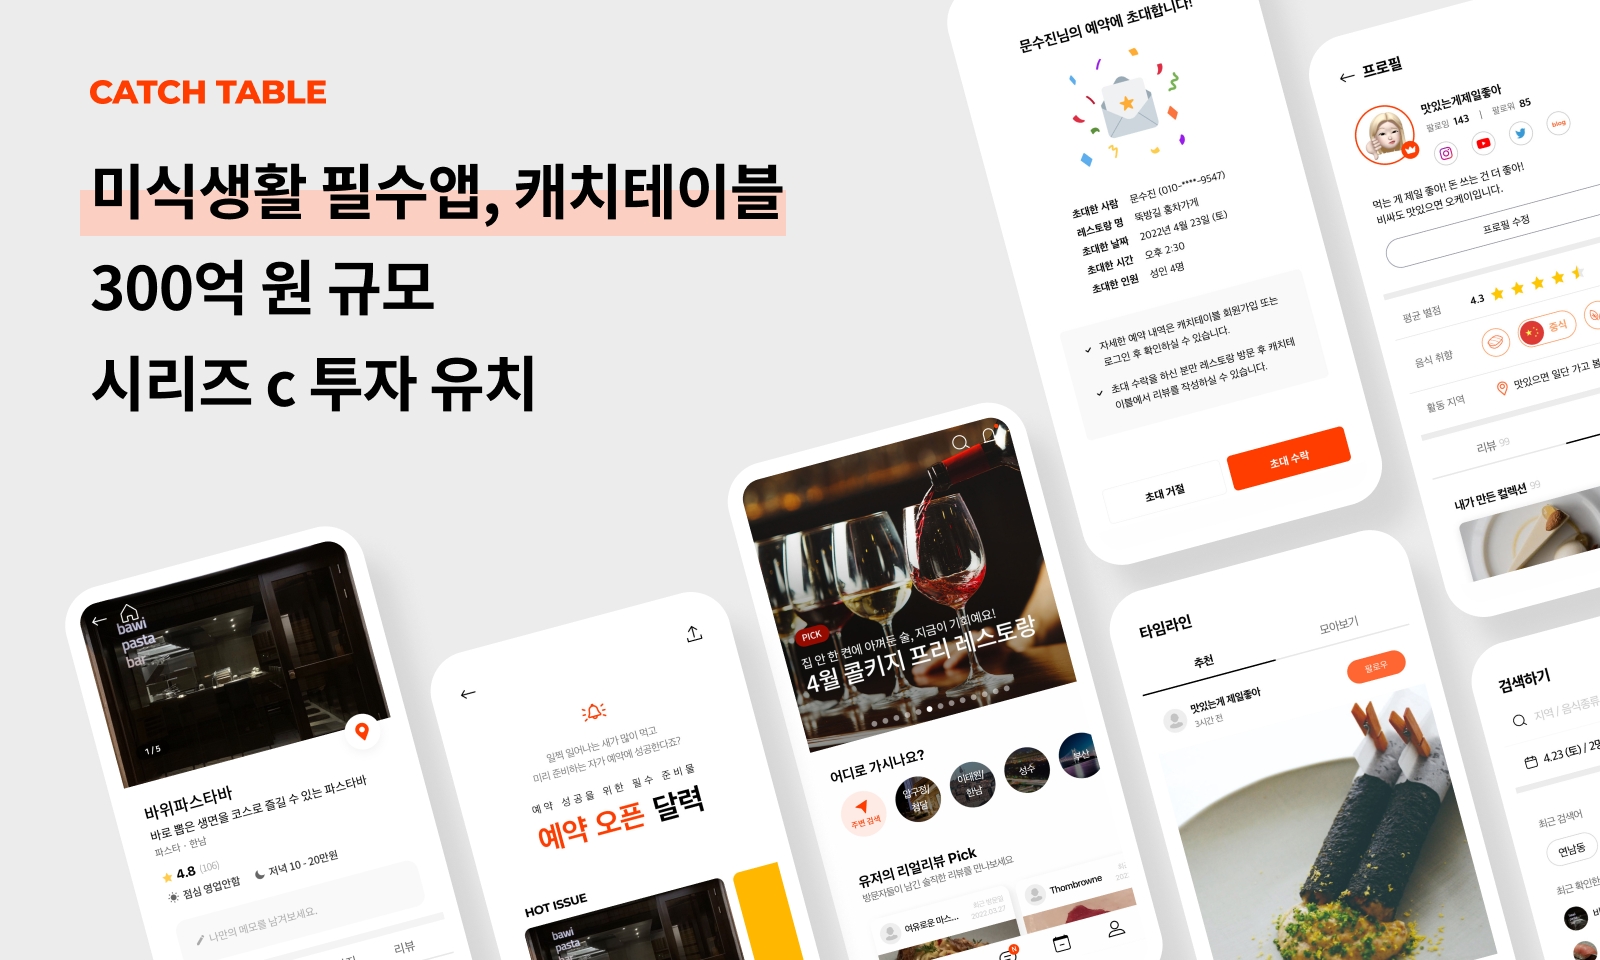 CATCH TABLE
미식생활 필수앱, 캐치테이블
300억 원 규모
시리즈 c 투자 유치
bawi
pasta
bar
1 / 5
바위파스타바
바로 뽑은 생면을 코스로 즐길 수 있는 파스타바
파스타 · 한남
4.8 (106)
점심 영업안함 저녁 10 - 20만원
나만의 메모를 남겨보세요.
리뷰
일찍 일어나는 새가 많이 먹고
미리 준비하는 자가 예약에 성공한다죠?
예약 성공을 위한 필수 준비물
예약 오픈 달력
HOT ISSUE
bawi
pasta
PICK
집 안 한 켠에 아껴둔 술, 지금이 기회예요!
4월 콜키지 프리 레스토랑
어디로 가시나요?
주변 검색
압구정/
청담
이태원/
한남
성수
부산
유저의 리얼리뷰 Pick
방문자들이 남긴 솔직한 리뷰를 만나보세요
여유로운 마스...
최근 방문일
2022.03.27
Thombrowne
N
문수진님의 예약에 초대합니다!
초대한 사람 문수진 (010-****-9547)
레스토랑 명 뚝방길 홍차가게
초대한 날짜 2022년 4월 23일 (토)
초대한 시간 오후 2:30
초대한 인원 성인 4명
자세한 예약 내역은 캐치테이블 회원가입 또는
로그인 후 확인하실 수 있습니다.
초대 수락을 하신 분만 레스토랑 방문 후 캐치테
이블에서 리뷰를 작성하실 수 있습니다.
초대 거절
초대 수락
타임라인
추천
모아보기
맛있는게 제일좋아
3시간 전
팔로우
프로필
맛있는게제일좋아
팔로잉 143 | 팔로워 85
blog
먹는 게 제일 좋아! 돈 쓰는 건 더 좋아!
비싸도 맛있으면 오케이입니다.
프로필 수정
평균 별점 4.3
음식 취향 중식
활동 지역 맛있으면 일단 가고 봄
리뷰 99
내가 만든 컬렉션 99
검색하기
지역 / 음식종류
4.23 (토) / 2명
최근 검색어
연남동
최근 확인한